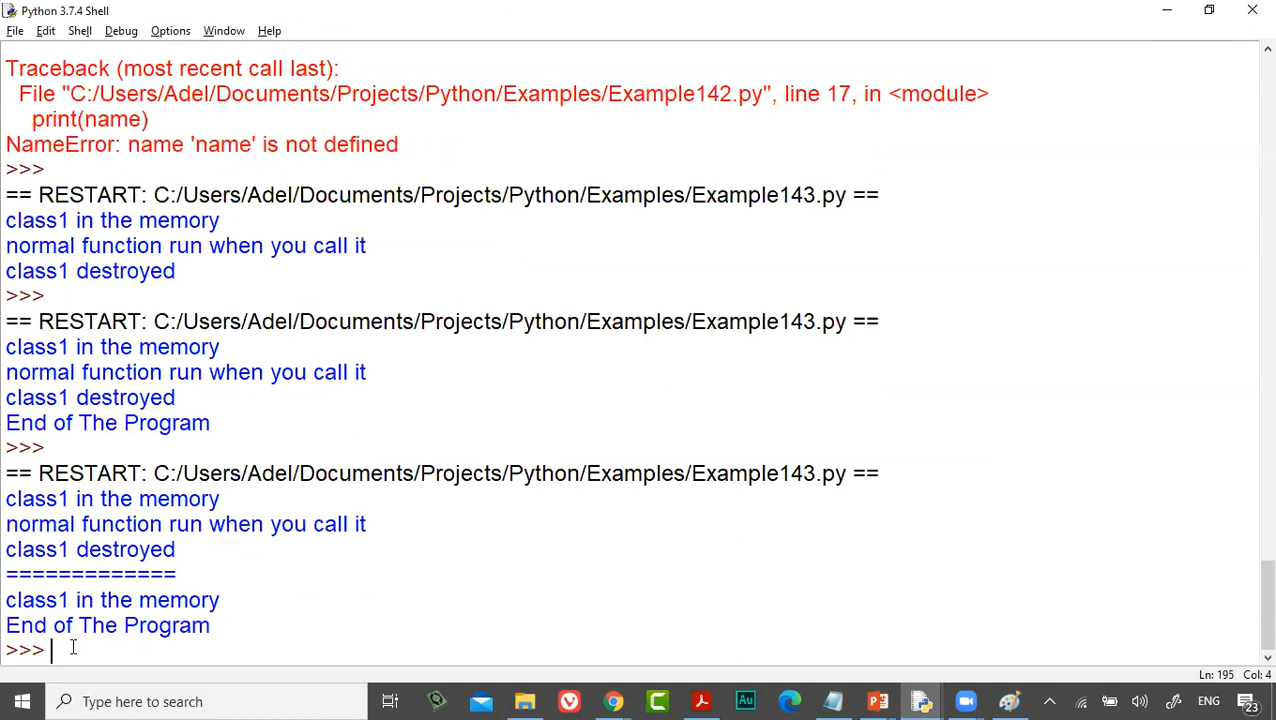 Python 3.7.4 Shell
File Edit Shell Debug Options Window Help
Traceback (most recent call last):
  File "C:/Users/Adel/Documents/Projects/Python/Examples/Example142.py", line 17, in <module>
    print(name)
NameError: name 'name' is not defined
>>>
== RESTART: C:/Users/Adel/Documents/Projects/Python/Examples/Example143.py ==
class1 in the memory
normal function run when you call it
class1 destroyed
>>>
== RESTART: C:/Users/Adel/Documents/Projects/Python/Examples/Example143.py ==
class1 in the memory
normal function run when you call it
class1 destroyed
End of The Program
>>>
== RESTART: C:/Users/Adel/Documents/Projects/Python/Examples/Example143.py ==
class1 in the memory
normal function run when you call it
class1 destroyed
=============
class1 in the memory
End of The Program
>>>
Ln: 195 Col: 4
Type here to search
Au
C
P
ENG
23